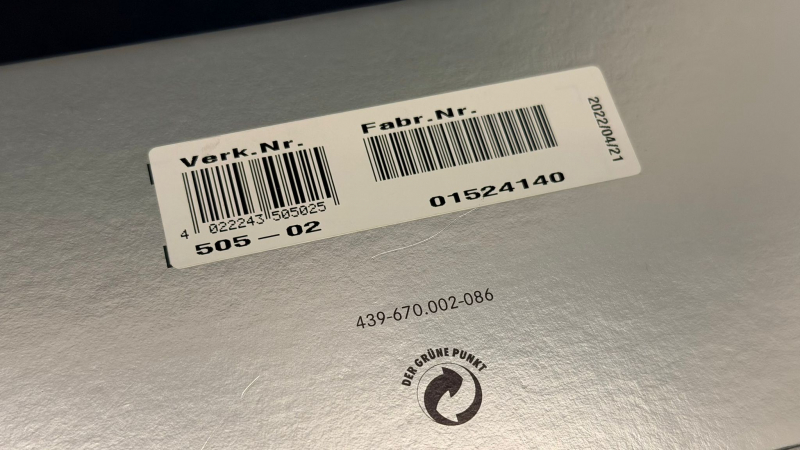 Verk.Nr.
4 022243 505025
505 - 02
Fabr.Nr.
01524140
2022/04/21
439-670.002-086
DER GRÜNE PUNKT